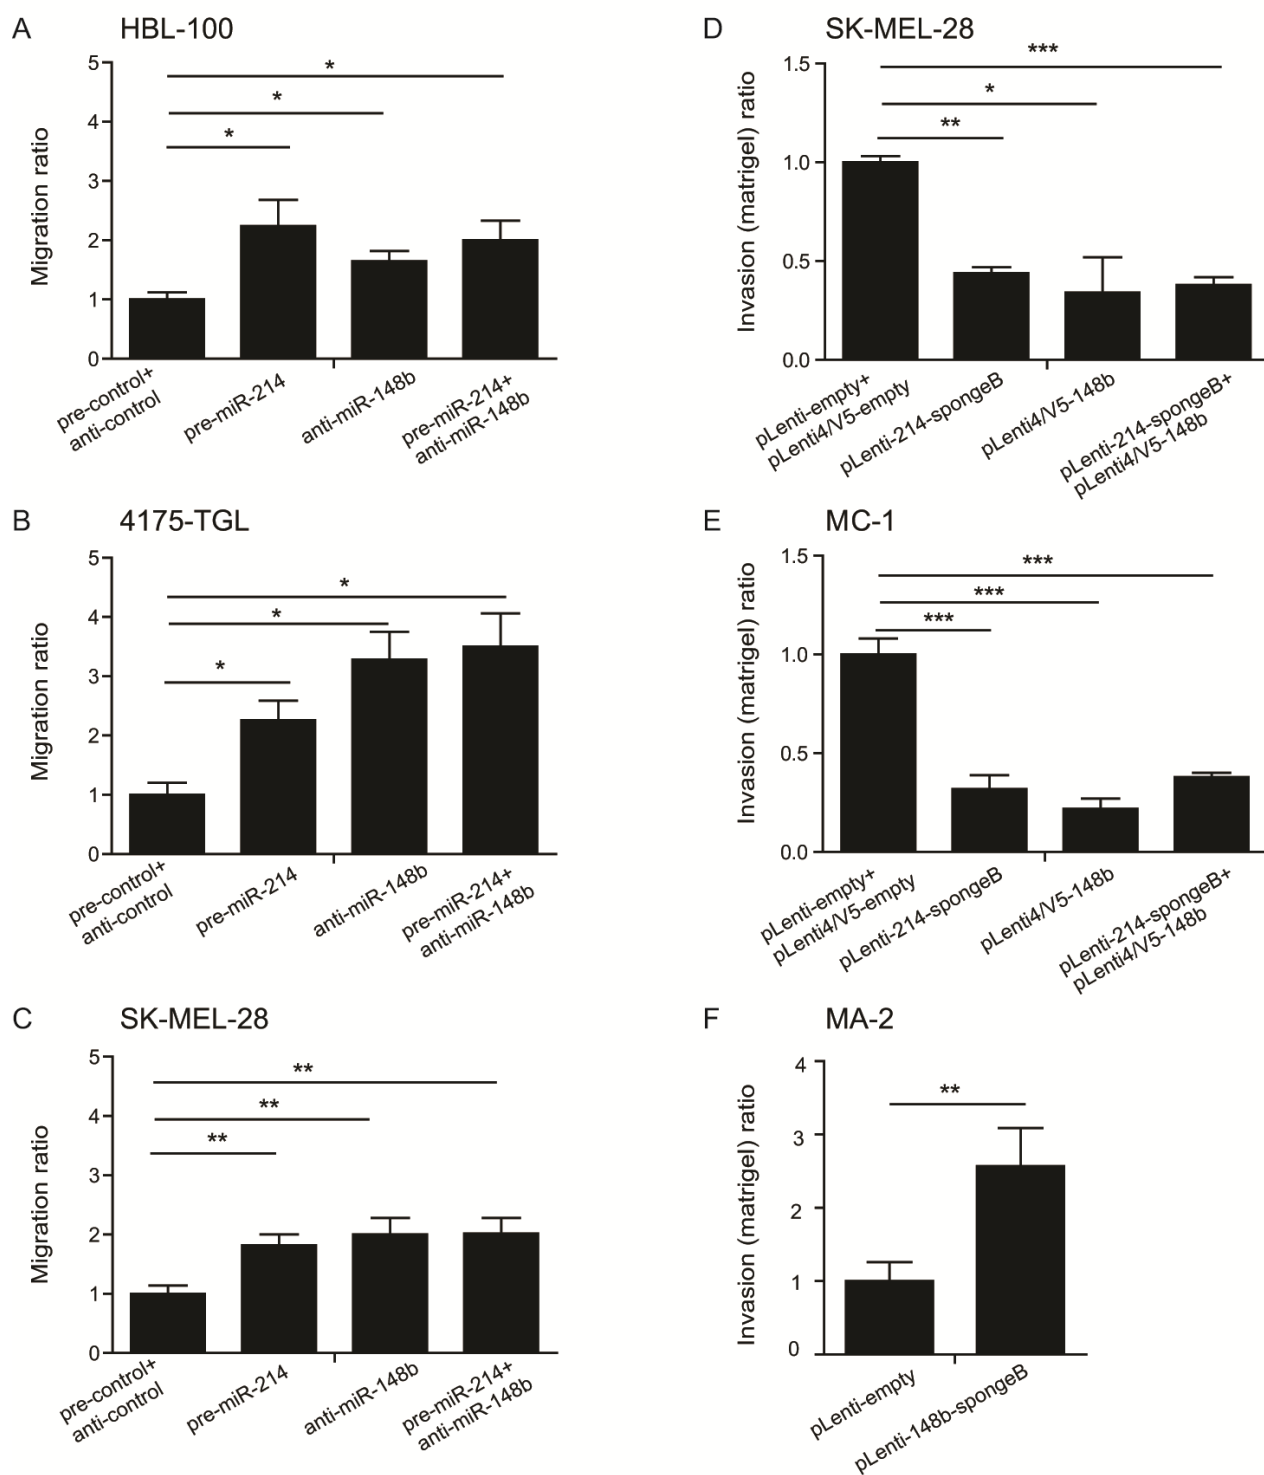 A HBL-100
Migration ratio
5
4
3
2
1
0
*
*
*
pre-control+
anti-control
pre-miR-214
anti-miR-148b
pre-miR-214+
anti-miR-148b
B 4175-TGL
Migration ratio
5
4
3
2
1
0
*
*
*
pre-control+
anti-control
pre-miR-214
anti-miR-148b
pre-miR-214+
anti-miR-148b
C SK-MEL-28
Migration ratio
5
4
3
2
1
0
**
**
**
pre-control+
anti-control
pre-miR-214
anti-miR-148b
pre-miR-214+
anti-miR-148b
D SK-MEL-28
Invasion (matrigel) ratio
1.5
1.0
0.5
0.0
***
*
**
pLenti-empty+
pLenti4/V5-empty
pLenti-214-spongeB
pLenti4/V5-148b
pLenti-214-spongeB+
pLenti4/V5-148b
E MC-1
Invasion (matrigel) ratio
1.5
1.0
0.5
0.0
***
***
***
pLenti-empty+
pLenti4/V5-empty
pLenti-214-spongeB
pLenti4/V5-148b
pLenti-214-spongeB+
pLenti4/V5-148b
F MA-2
Invasion (matrigel) ratio
4
3
2
1
0
**
pLenti-empty
pLenti-148b-spongeB